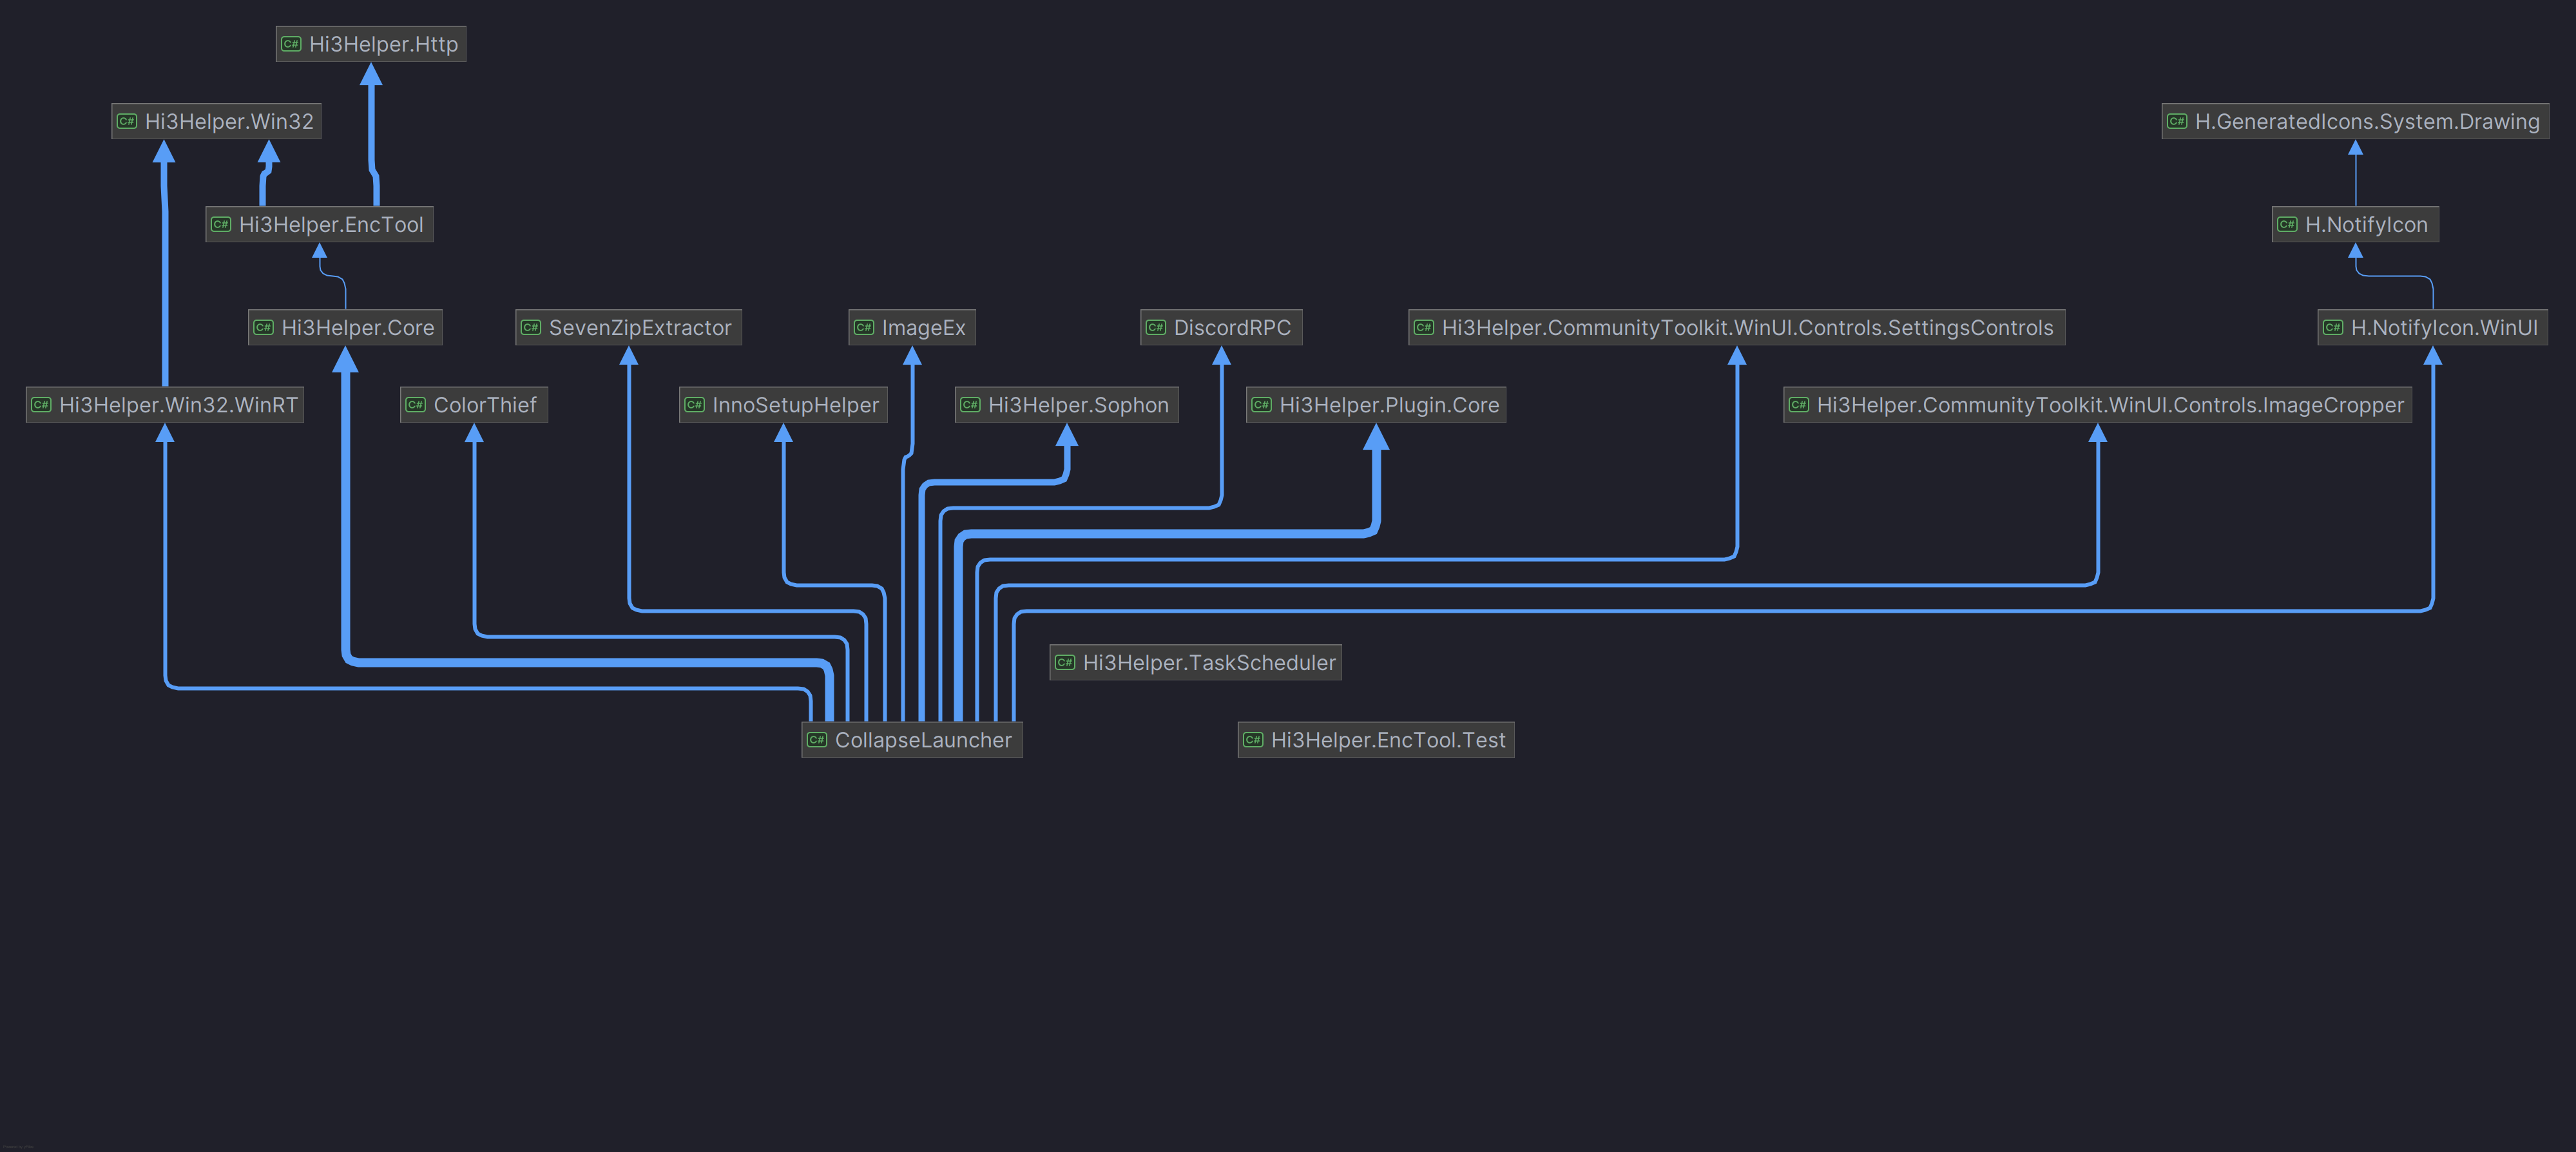 C# Hi3Helper.Http
C# Hi3Helper.Win32
C# H.GeneratedIcons.System.Drawing
C# Hi3Helper.EncTool
C# H.NotifyIcon
C# Hi3Helper.Core
C# SevenZipExtractor
C# ImageEx
C# DiscordRPC
C# Hi3Helper.CommunityToolkit.WinUI.Controls.SettingsControls
C# H.NotifyIcon.WinUI
C# Hi3Helper.Win32.WinRT
C# ColorThief
C# InnoSetupHelper
C# Hi3Helper.Sophon
C# Hi3Helper.Plugin.Core
C# Hi3Helper.CommunityToolkit.WinUI.Controls.ImageCropper
C# Hi3Helper.TaskScheduler
C# CollapseLauncher
C# Hi3Helper.EncTool.Test